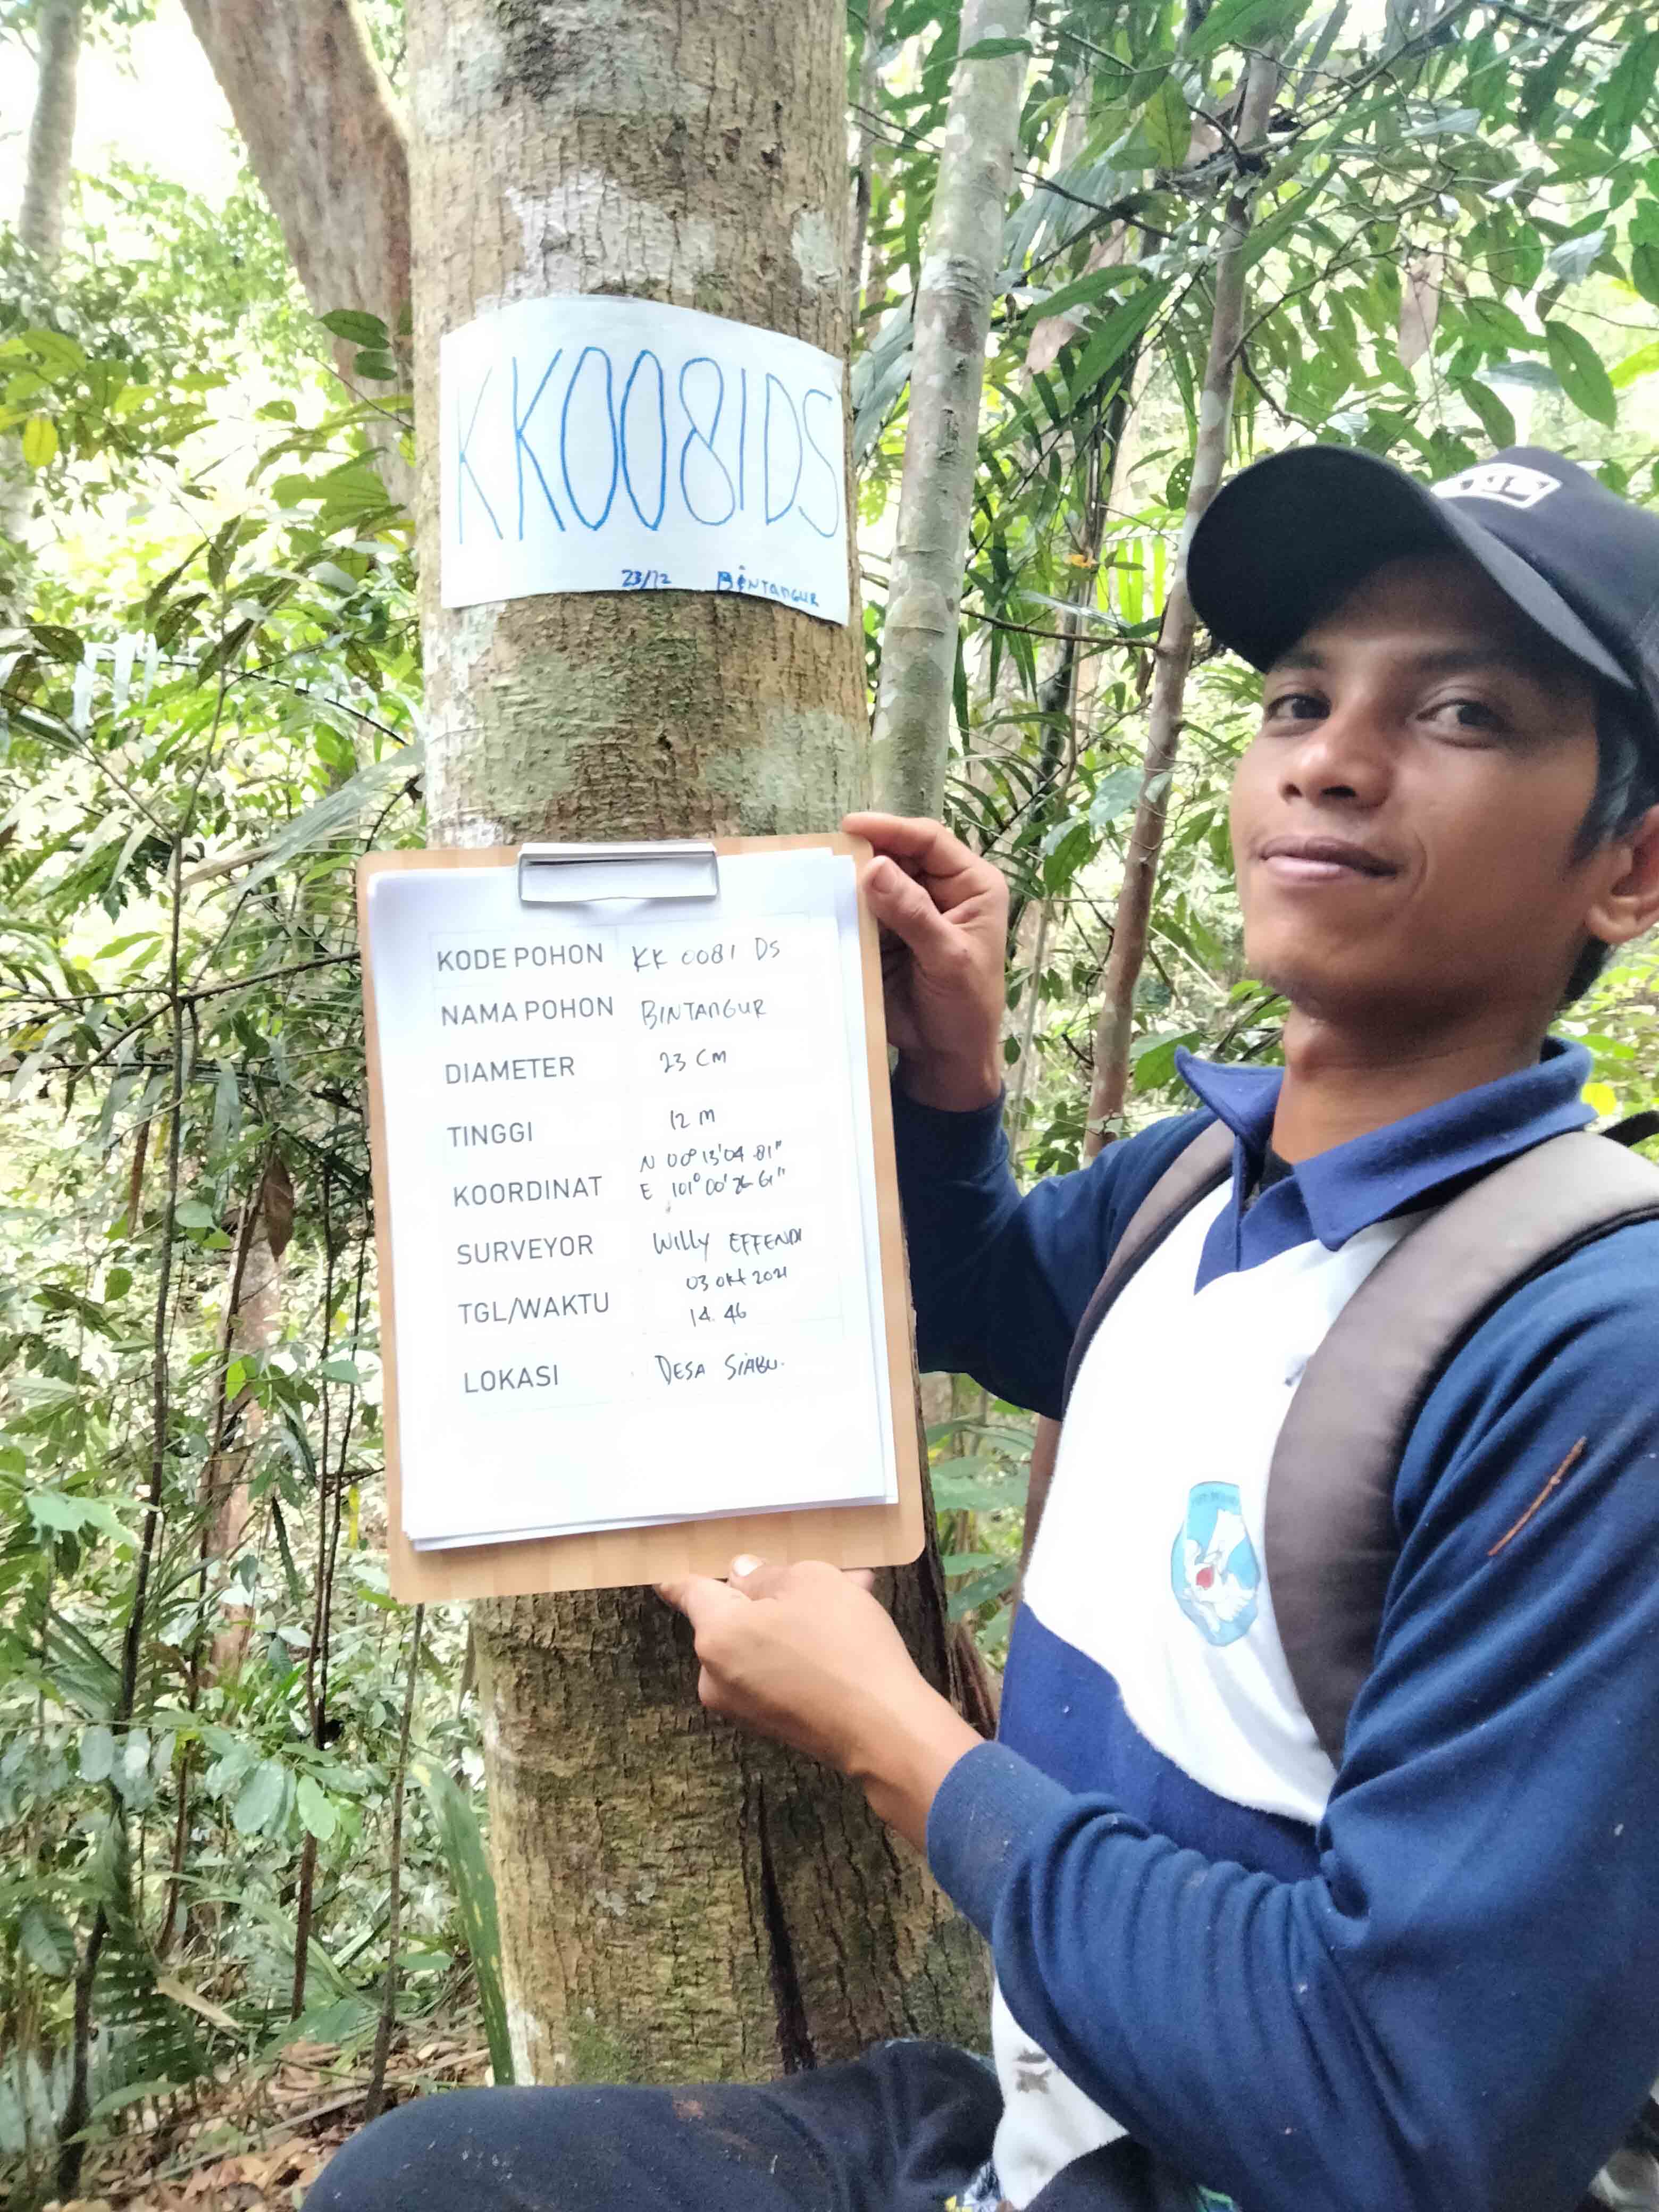 KK0081DS
23/12 BiNTANGUR
KODE POHON KK 0081 DS
NAMA POHON BINTANGUR
DIAMETER 23 CM
TINGGI 12 M
KOORDINAT N 00° 13' 04.81"
E 101° 00' 26.61"
SURVEYOR WILLY EFFENDI
TGL/WAKTU 03 okt 2021
14.46
LOKASI DESA SIABU.